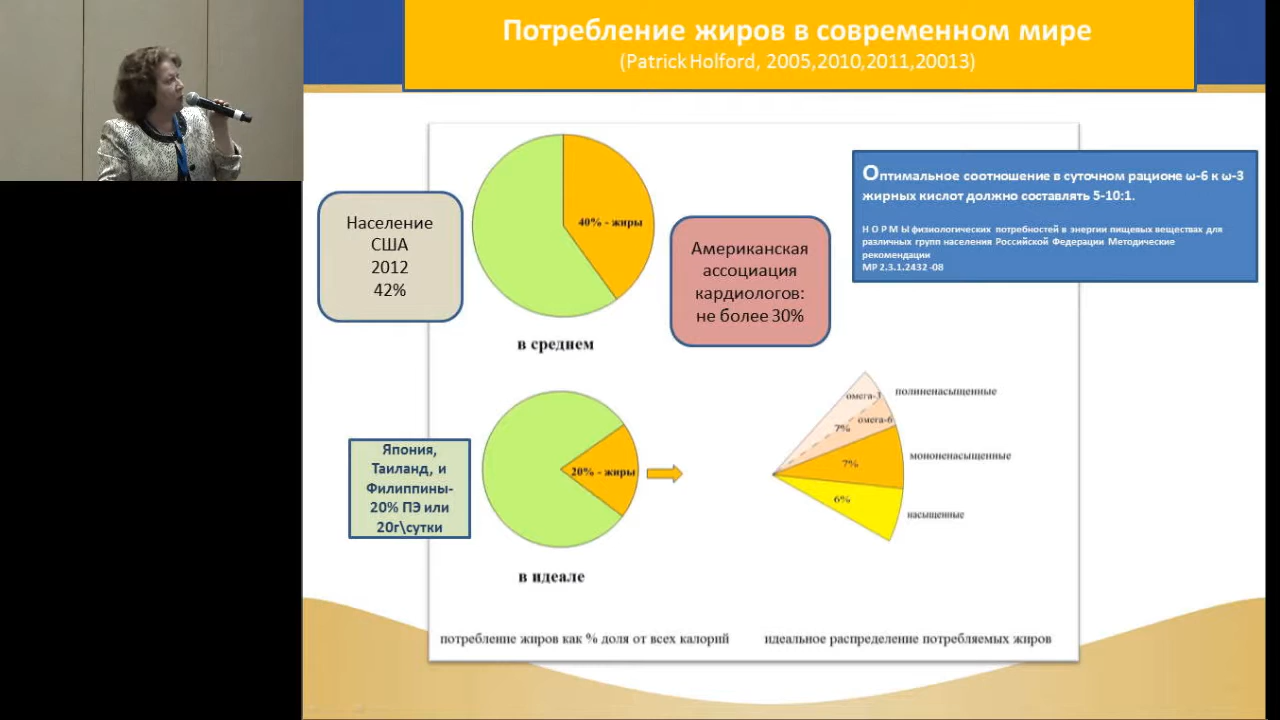 Потребление жиров в современном мире
(Patrick Holford, 2005,2010,2011,20013)
Население
США
2012
42%
40% - жиры
в среднем
Американская
ассоциация
кардиологов:
не более 30%
Оптимальное соотношение в суточном рационе ω-6 к ω-3
жирных кислот должно составлять 5-10:1.
Н О Р М Ы физиологических потребностей в энергии пищевых веществах для
различных групп населения Российской Федерации Методические
рекомендации
МР 2.3.1.2432 -08
Япония,
Таиланд, и
Филиппины-
20% ПЭ или
20г\сутки
20% - жиры
в идеале
омега-3
полиненасыщенные
7%
омега-6
7%
мононенасыщенные
6%
насыщенные
потребление жиров как % доля от всех калорий
идеальное распределение потребляемых жиров